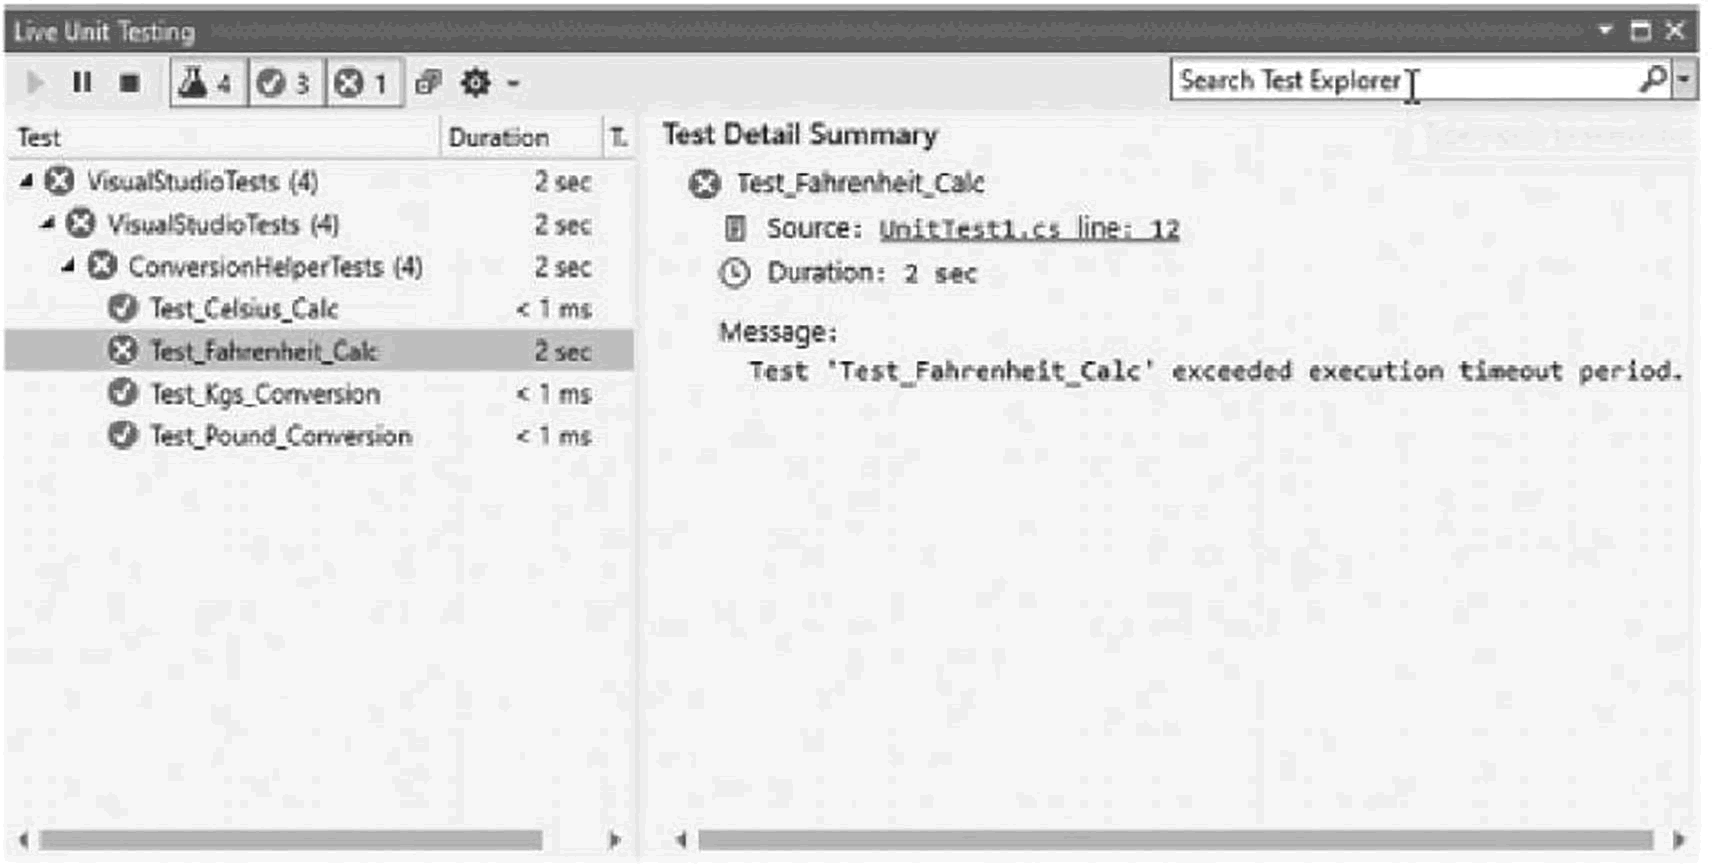 Live Unit Testing
4 3 1 Search Test Explorer
Test Duration T.
VisualStudioTests (4) 2 sec
VisualStudioTests (4) 2 sec
ConversionHelperTests (4) 2 sec
Test_Celsius_Calc < 1 ms
Test_Fahrenheit_Calc 2 sec
Test_Kgs_Conversion < 1 ms
Test_Pound_Conversion < 1 ms
Test Detail Summary
Test_Fahrenheit_Calc
Source: UnitTest1.cs line: 12
Duration: 2 sec
Message:
Test 'Test_Fahrenheit_Calc' exceeded execution timeout period.